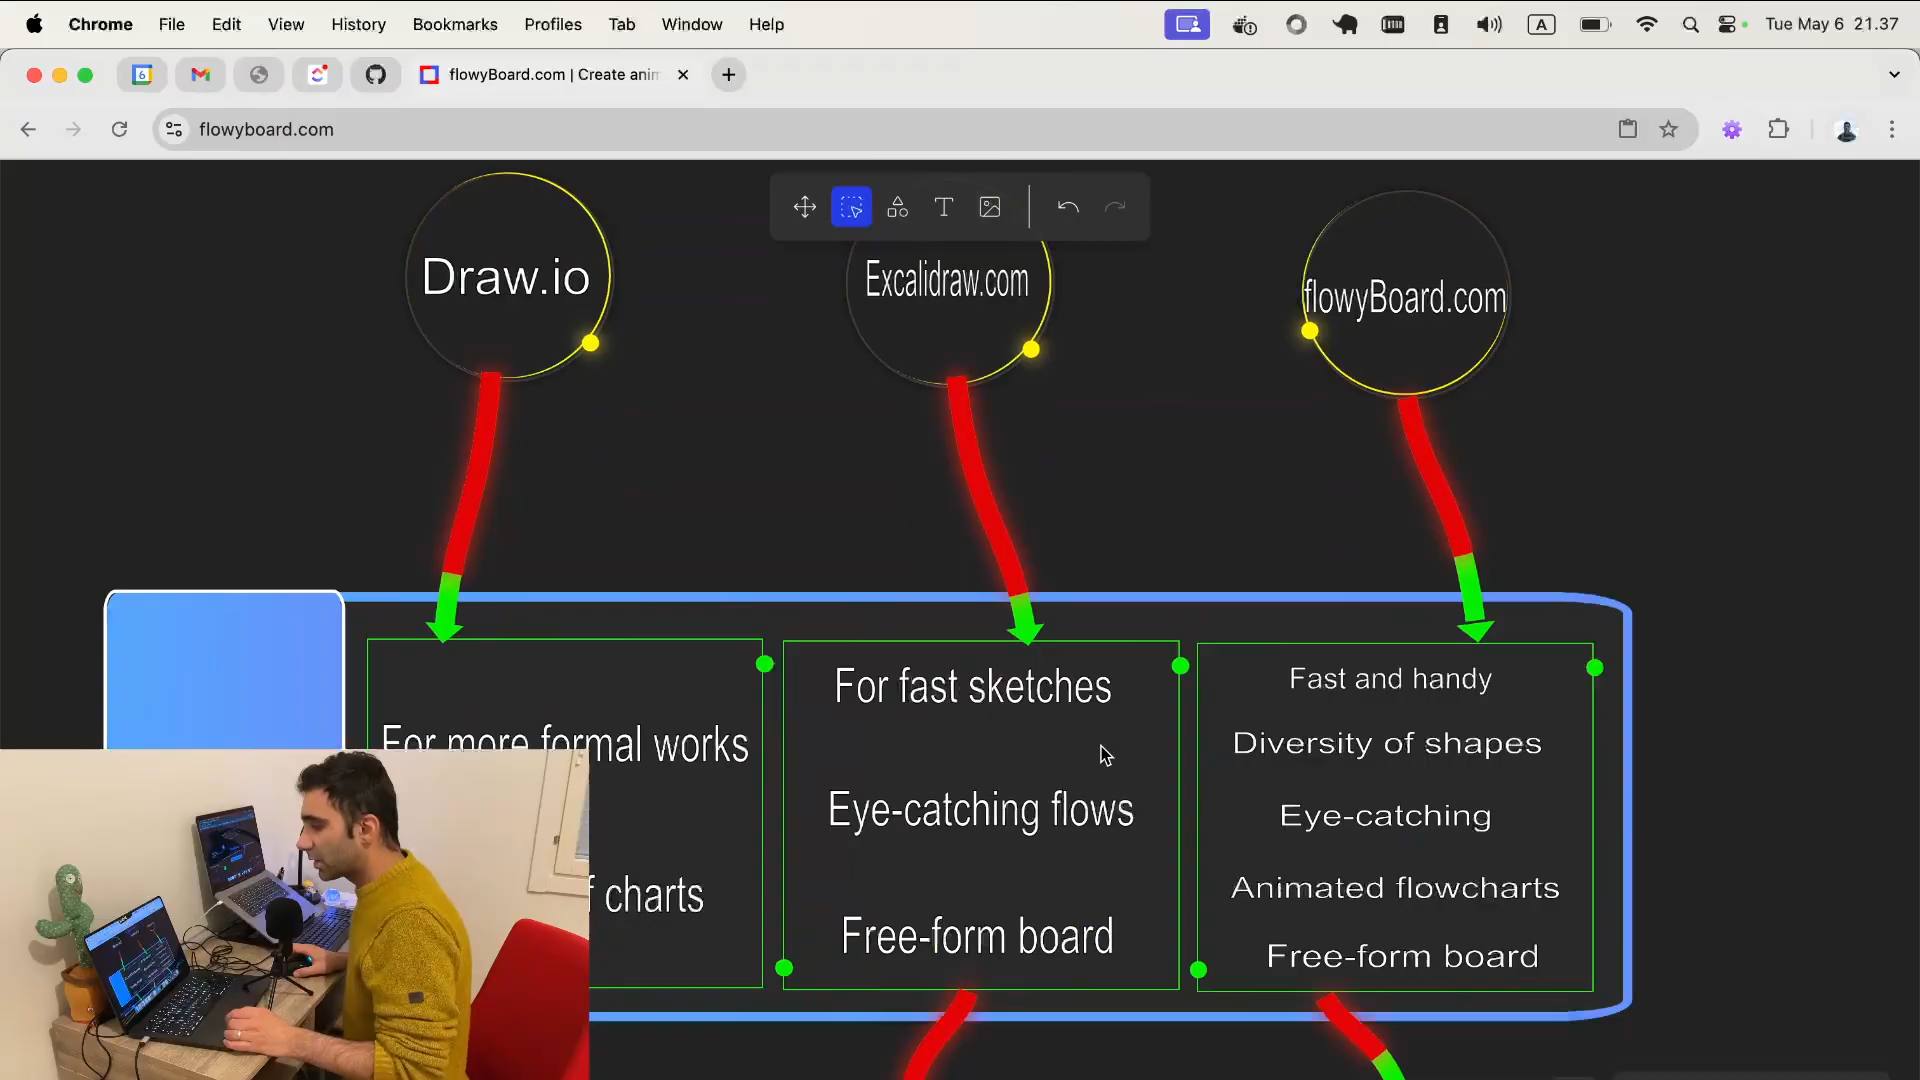 Chrome File Edit View History Bookmarks Profiles Tab Window Help
A
Tue May 6 21.37
6
flowyBoard.com | Create anim
flowyboard.com
T
Draw.io
Excalidraw.com
flowyBoard.com
For more formal works
f charts
For fast sketches
Eye-catching flows
Free-form board
Fast and handy
Diversity of shapes
Eye-catching
Animated flowcharts
Free-form board